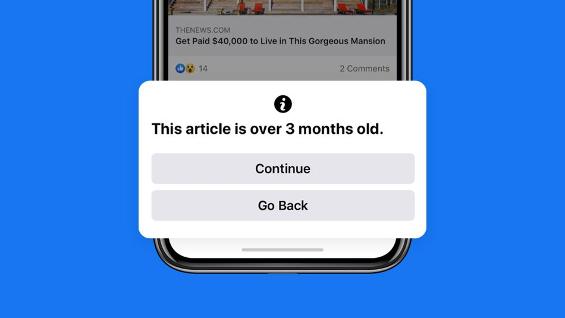 THENEWS.COM
Get Paid $40,000 to Live in This Gorgeous Mansion
14 2 Comments
This article is over 3 months old.
Continue
Go Back